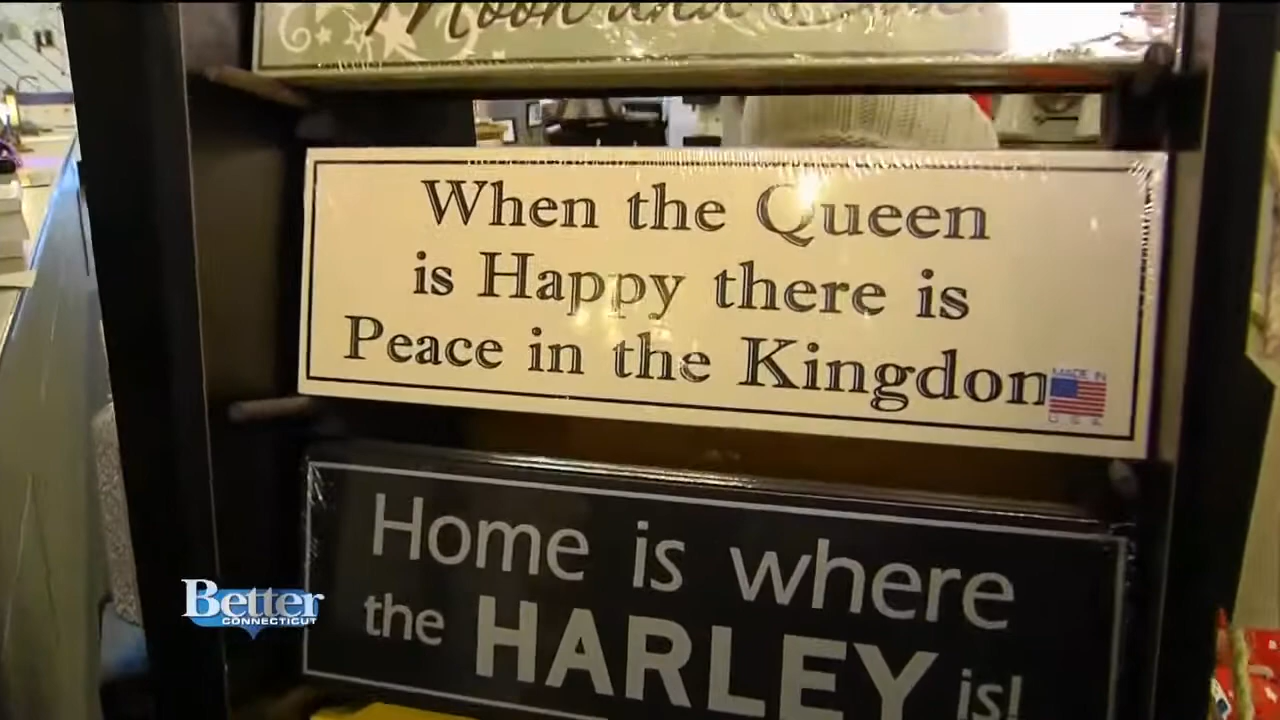 Moon and
When the Queen
is Happy there is
Peace in the Kingdom
MADE IN
USA
Home is where
the HARLEY is!
Better
CONNECTICUT